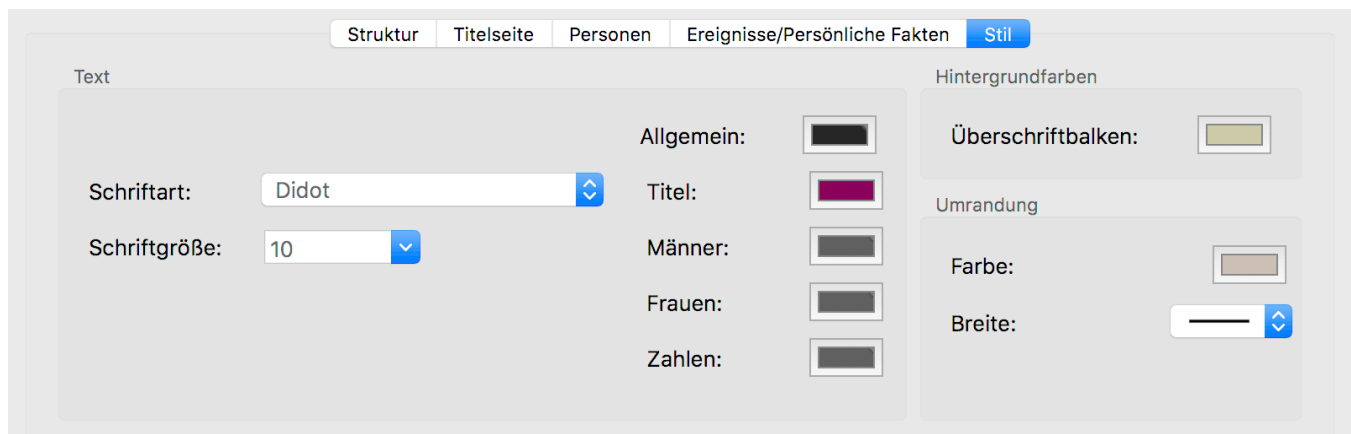 Struktur Titelseite Personen Ereignisse/Persönliche Fakten Stil
Text
Schriftart: Didot
Schriftgröße: 10
Allgemein:
Titel:
Männer:
Frauen:
Zahlen:
Hintergrundfarben
Überschriftbalken:
Umrandung
Farbe:
Breite: